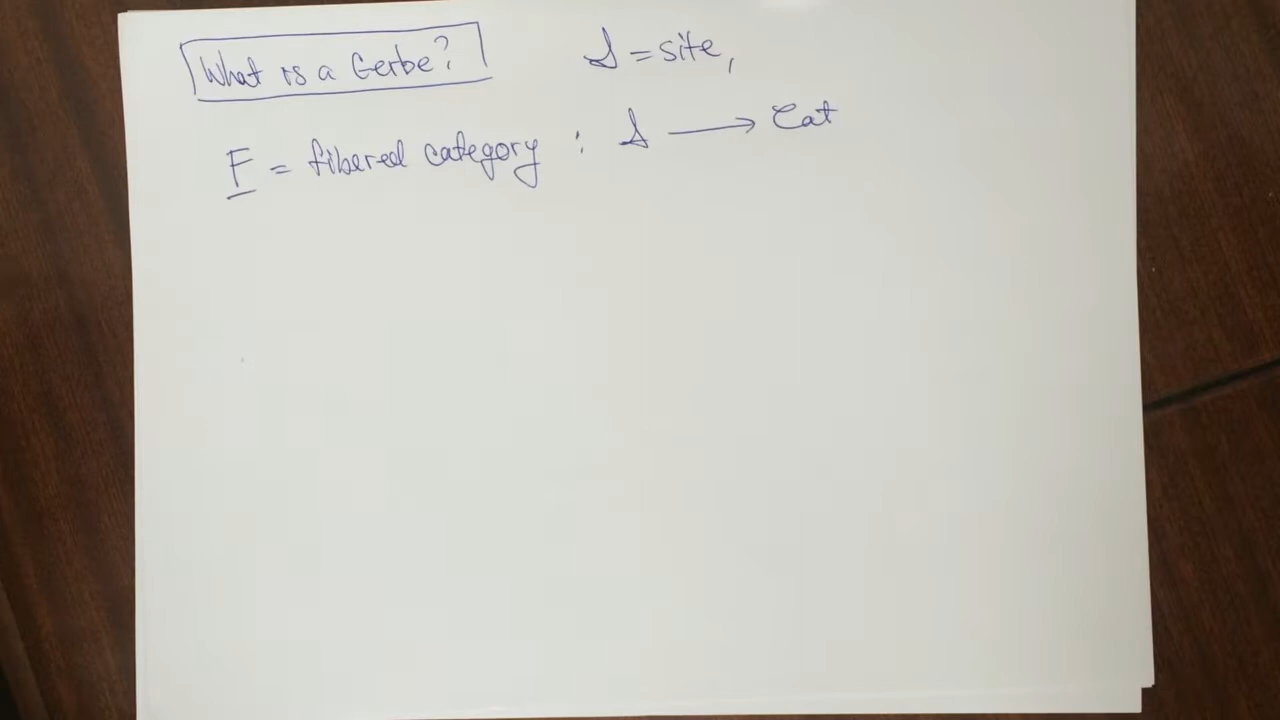 What is a Gerbe?
𝒮 = site,
F = fibered category : 𝒮 ⟶ Cat